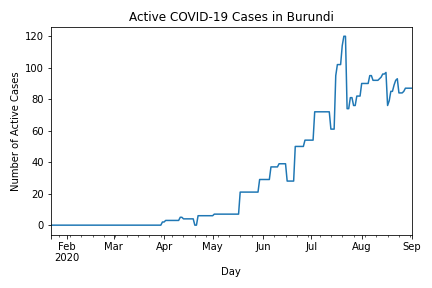 Active COVID-19 Cases in Burundi
Number of Active Cases
120
100
80
60
40
20
0
Feb Mar Apr May Jun Jul Aug Sep
2020
Day